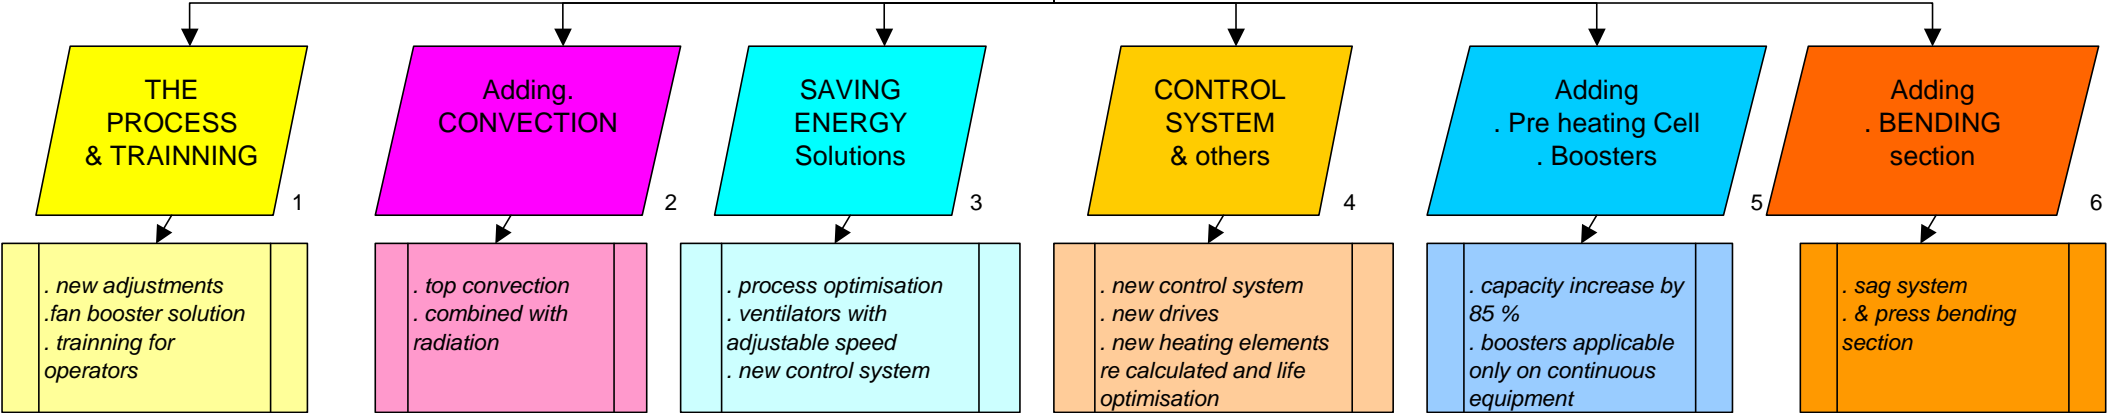 THE
PROCESS
& TRAINNING
1
Adding.
CONVECTION
2
SAVING
ENERGY
Solutions
3
CONTROL
SYSTEM
& others
4
Adding
. Pre heating Cell
. Boosters
5
Adding
. BENDING
section
6
. new adjustments
.fan booster solution
. trainning for
operators
. top convection
. combined with
radiation
. process optimisation
. ventilators with
adjustable speed
. new control system
. new control system
. new drives
. new heating elements
re calculated and life
optimisation
. capacity increase by
85 %
. boosters applicable
only on continuous
equipment
. sag system
. & press bending
section